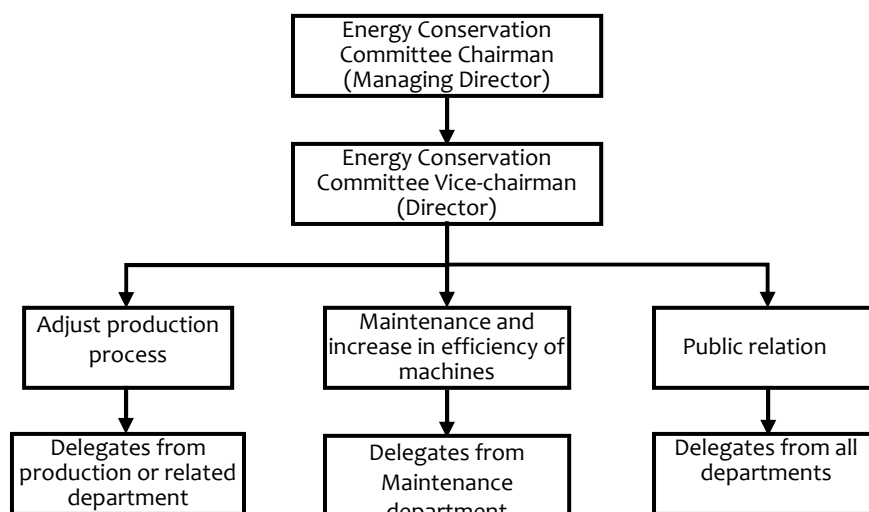 Energy Conservation
Committee Chairman
(Managing Director)
Energy Conservation
Committee Vice-chairman
(Director)
Adjust production
process
Maintenance and
increase in efficiency of
machines
Public relation
Delegates from
production or related
department
Delegates from
Maintenance
department
Delegates from all
departments